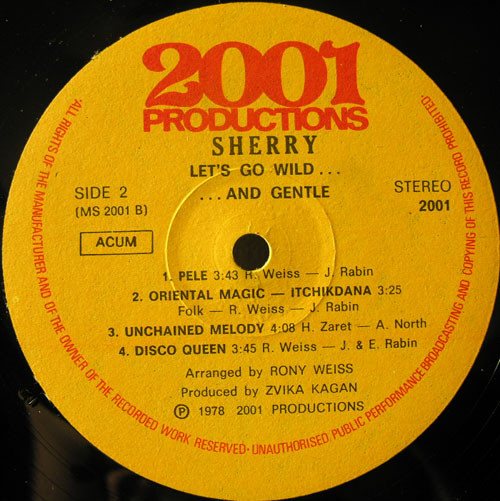 2001
PRODUCTIONS
SHERRY
LET'S GO WILD . . .
. . . AND GENTLE
SIDE 2
(MS 2001 B)
STEREO
2001
ACUM
1. PELE 3:43 R. Weiss — J. Rabin
2. ORIENTAL MAGIC — ITCHIKDANA 3:25
Folk — R. Weiss — J. Rabin
3. UNCHAINED MELODY 4:08 H. Zaret — A. North
4. DISCO QUEEN 3:45 R. Weiss — J. & E. Rabin
Arranged by RONY WEISS
Produced by ZVIKA KAGAN
℗ 1978 2001 PRODUCTIONS
·ALL RIGHTS OF THE MANUFACTURER AND OF THE OWNER OF THE RECORDED WORK RESERVED·UNAUTHORISED PUBLIC PERFORMANCE BROADCASTING AND COPYING OF THIS RECORD PROHIBITED·